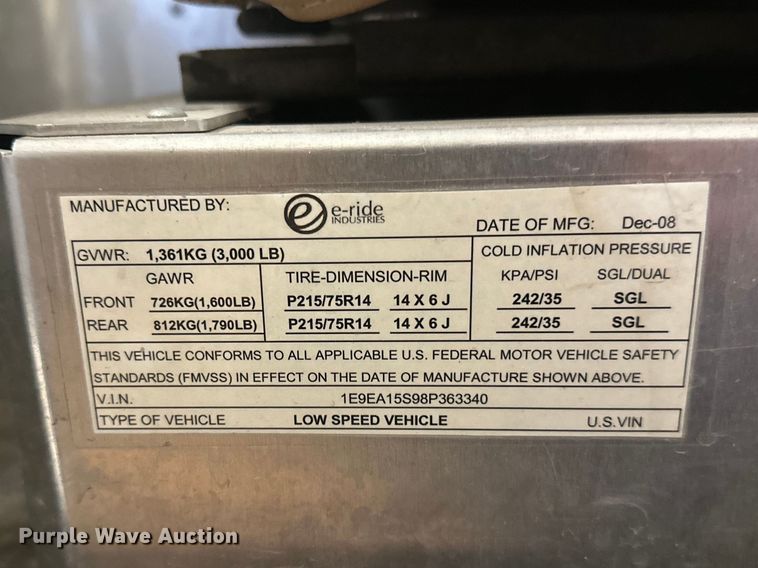 MANUFACTURED BY: e e-ride INDUSTRIES DATE OF MFG: Dec-08
GVWR: 1,361KG (3,000 LB) COLD INFLATION PRESSURE
GAWR TIRE-DIMENSION-RIM KPA/PSI SGL/DUAL
FRONT 726KG(1,600LB) P215/75R14 14 X 6 J 242/35 SGL
REAR 812KG(1,790LB) P215/75R14 14 X 6 J 242/35 SGL
THIS VEHICLE CONFORMS TO ALL APPLICABLE U.S. FEDERAL MOTOR VEHICLE SAFETY
STANDARDS (FMVSS) IN EFFECT ON THE DATE OF MANUFACTURE SHOWN ABOVE.
V.I.N. 1E9EA15S98P363340
TYPE OF VEHICLE LOW SPEED VEHICLE U.S.VIN
Purple Wave Auction